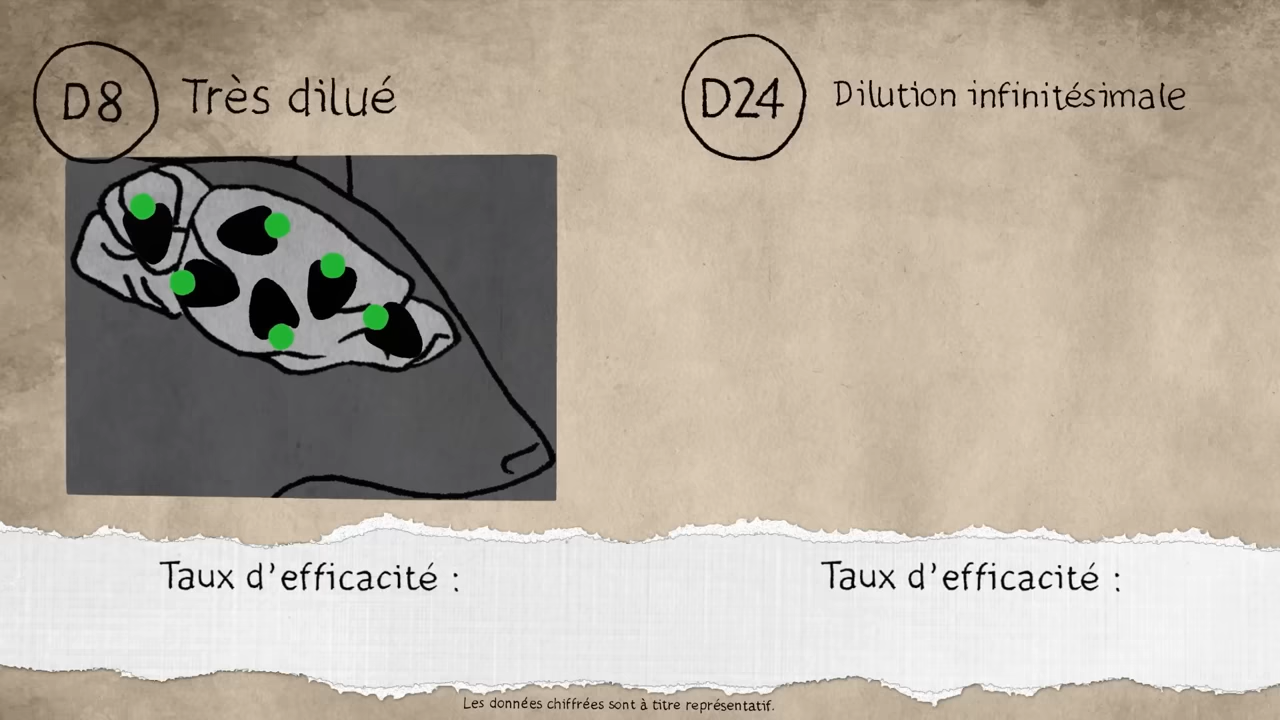 D8 Très dilué
D24 Dilution infinitésimale
Taux d'efficacité :
Taux d'efficacité :
Les données chiffrées sont à titre représentatif.